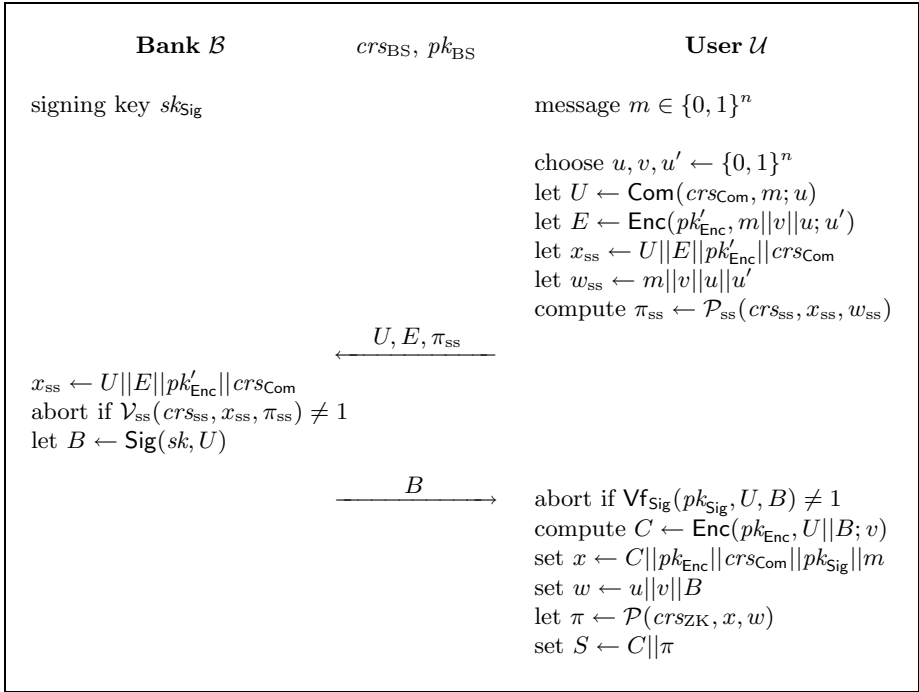 Bank 𝓑 crs_BS, pk_BS User 𝓤
signing key sk_Sig message m ∈ {0, 1}^n
choose u, v, u′ ← {0, 1}^n
let U ← Com(crs_Com, m; u)
let E ← Enc(pk′_Enc, m||v||u; u′)
let x_ss ← U||E||pk′_Enc||crs_Com
let w_ss ← m||v||u||u′
compute π_ss ← 𝒫_ss(crs_ss, x_ss, w_ss)
U, E, π_ss
x_ss ← U||E||pk′_Enc||crs_Com
abort if 𝒱_ss(crs_ss, x_ss, π_ss) ≠ 1
let B ← Sig(sk, U)
B
abort if Vf_Sig(pk_Sig, U, B) ≠ 1
compute C ← Enc(pk_Enc, U||B; v)
set x ← C||pk_Enc||crs_Com||pk_Sig||m
set w ← u||v||B
let π ← 𝒫(crs_ZK, x, w)
set S ← C||π